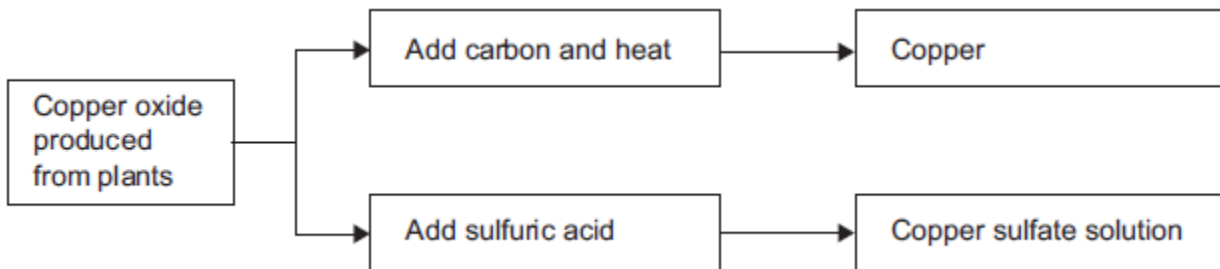 Copper oxide
produced
from plants
Add carbon and heat
Copper
Add sulfuric acid
Copper sulfate solution